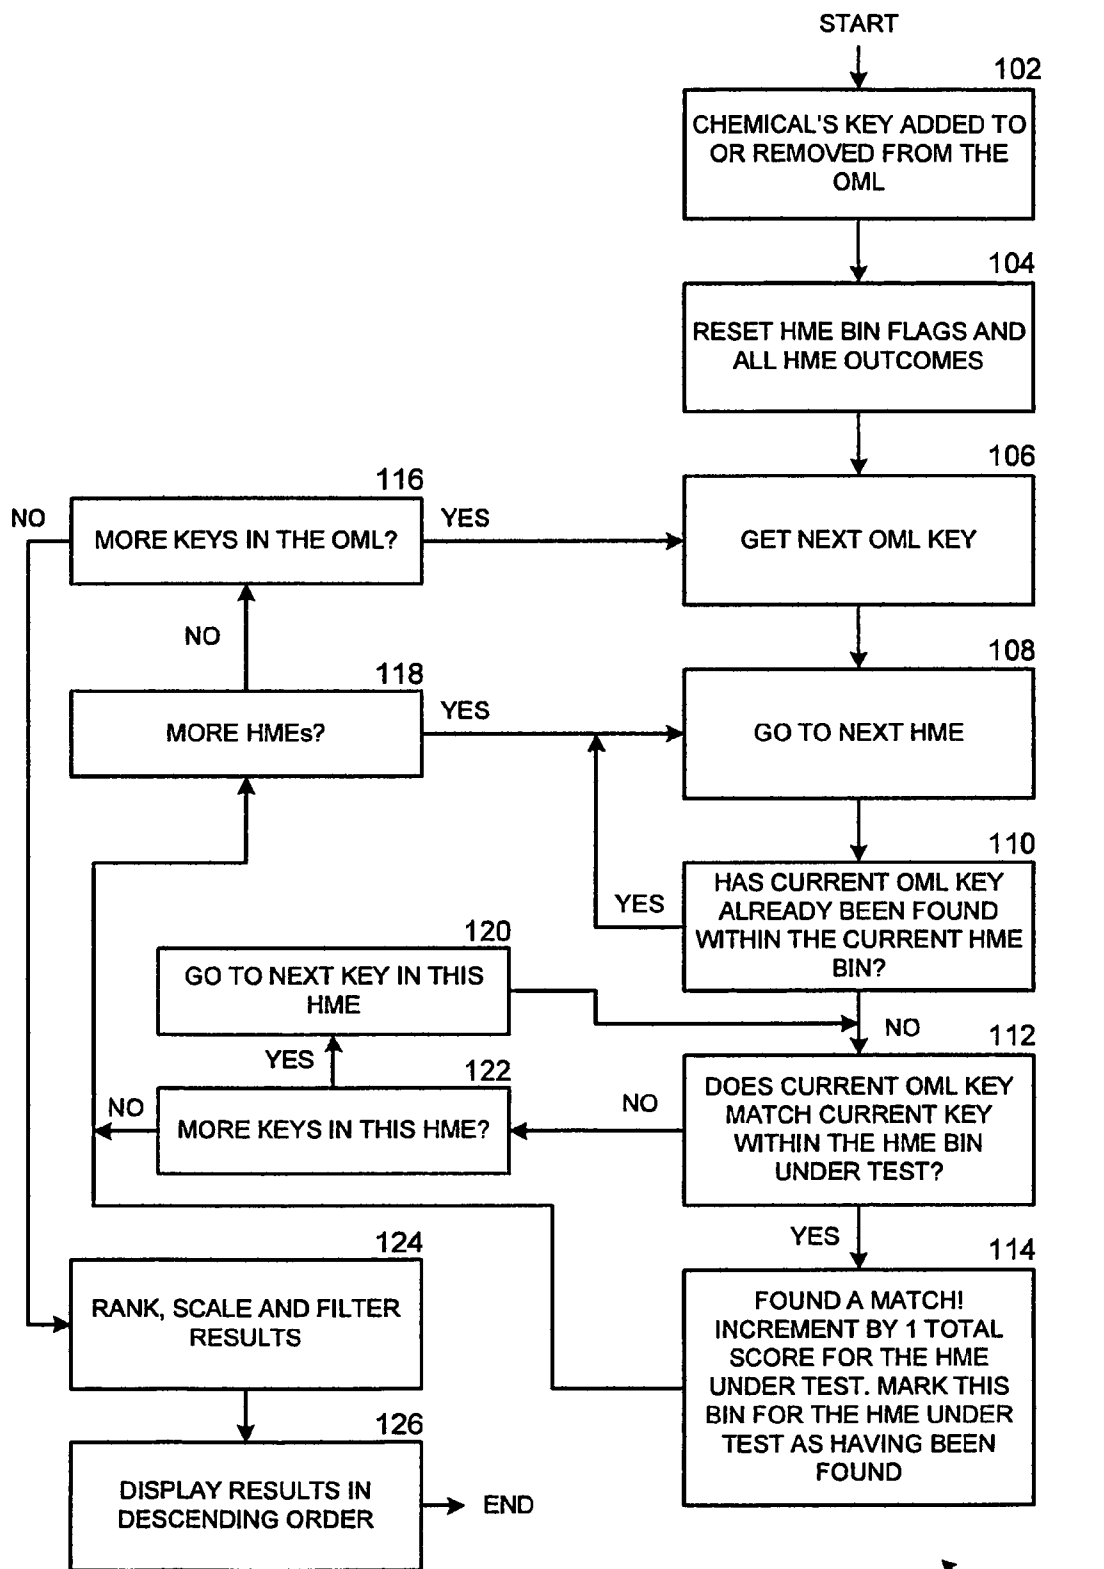 START
102
CHEMICAL'S KEY ADDED TO
OR REMOVED FROM THE
OML
104
RESET HME BIN FLAGS AND
ALL HME OUTCOMES
106
GET NEXT OML KEY
116
MORE KEYS IN THE OML?
NO
YES
NO
108
GO TO NEXT HME
118
MORE HMEs?
YES
110
HAS CURRENT OML KEY
ALREADY BEEN FOUND
WITHIN THE CURRENT HME
BIN?
YES
NO
120
GO TO NEXT KEY IN THIS
HME
YES
122
MORE KEYS IN THIS HME?
NO
NO
112
DOES CURRENT OML KEY
MATCH CURRENT KEY
WITHIN THE HME BIN
UNDER TEST?
YES
114
FOUND A MATCH!
INCREMENT BY 1 TOTAL
SCORE FOR THE HME
UNDER TEST. MARK THIS
BIN FOR THE HME UNDER
TEST AS HAVING BEEN
FOUND
124
RANK, SCALE AND FILTER
RESULTS
126
DISPLAY RESULTS IN
DESCENDING ORDER
END